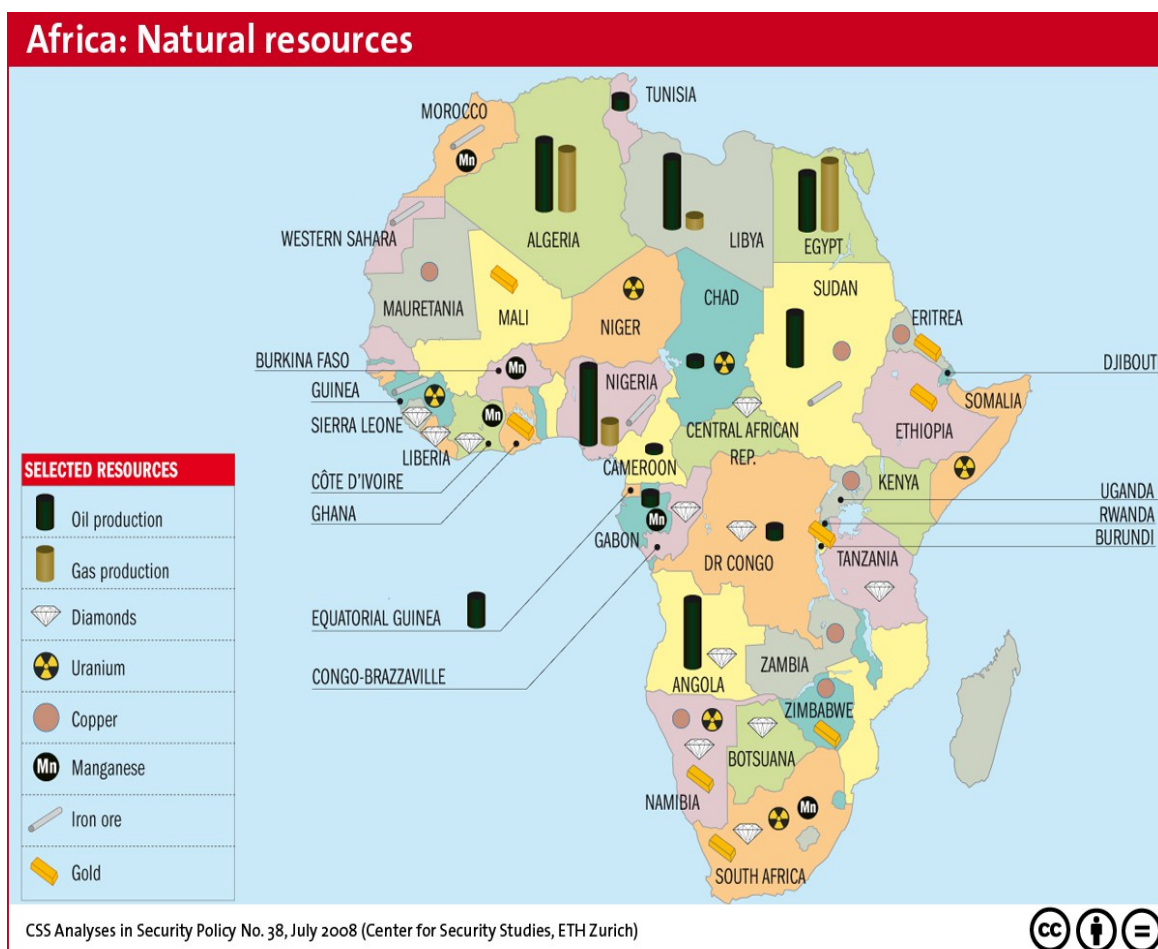 Africa: Natural resources
TUNISIA
MOROCCO
Mn
WESTERN SAHARA
ALGERIA
LIBYA
EGYPT
MAURETANIA
MALI
NIGER
CHAD
SUDAN
ERITREA
BURKINA FASO
Mn
NIGERIA
DJIBOUT
GUINEA
SOMALIA
SIERRA LEONE
Mn
ETHIOPIA
LIBERIA
CENTRAL AFRICAN
REP.
CAMEROON
CÔTE D'IVOIRE
KENYA
UGANDA
GHANA
RWANDA
Mn
GABON
BURUNDI
DR CONGO
TANZANIA
EQUATORIAL GUINEA
CONGO-BRAZZAVILLE
ANGOLA
ZAMBIA
ZIMBABWE
BOTSUANA
NAMIBIA
Mn
SOUTH AFRICA
SELECTED RESOURCES
Oil production
Gas production
Diamonds
Uranium
Copper
Mn Manganese
Iron ore
Gold
CSS Analyses in Security Policy No. 38, July 2008 (Center for Security Studies, ETH Zurich)
cc